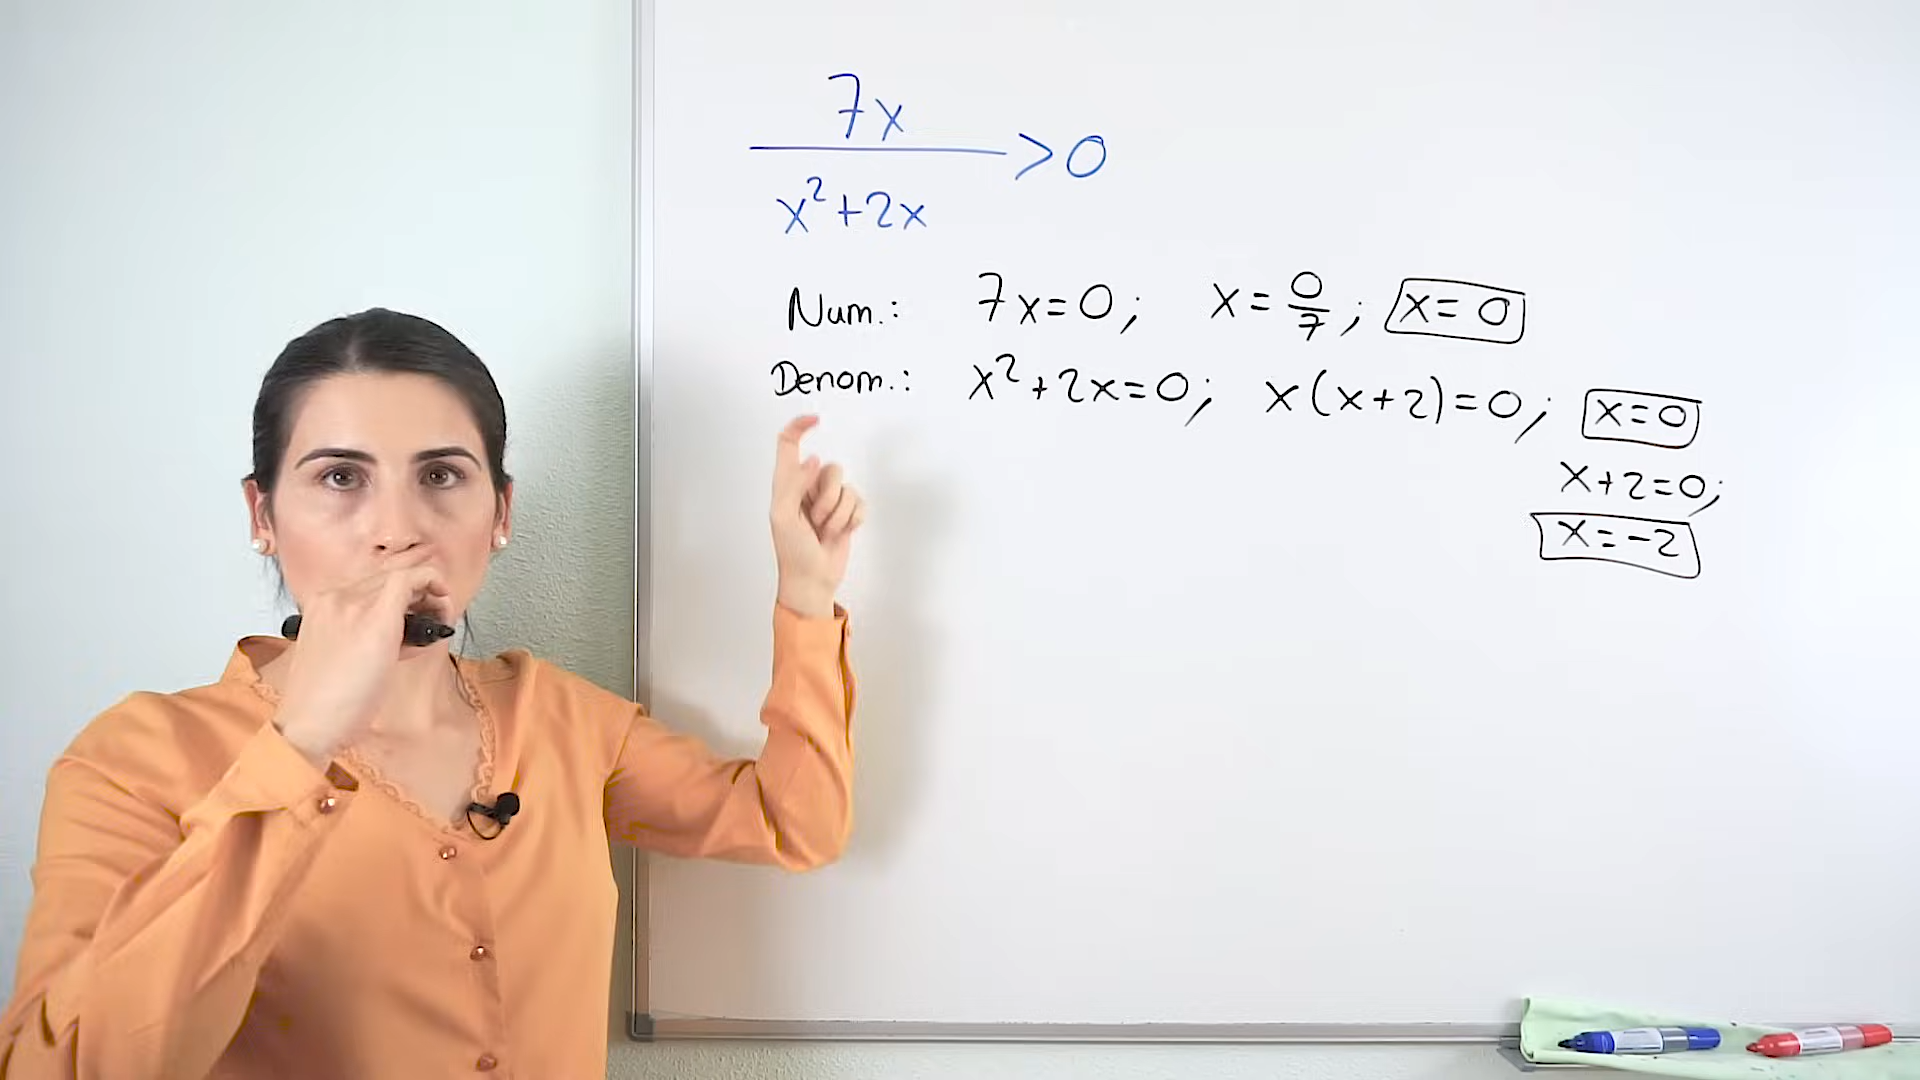 7x
x²+2x
>0
Num.: 7x=0; x=0/7; x=0
Denom.: x²+2x=0; x(x+2)=0; x=0
x+2=0;
x=-2